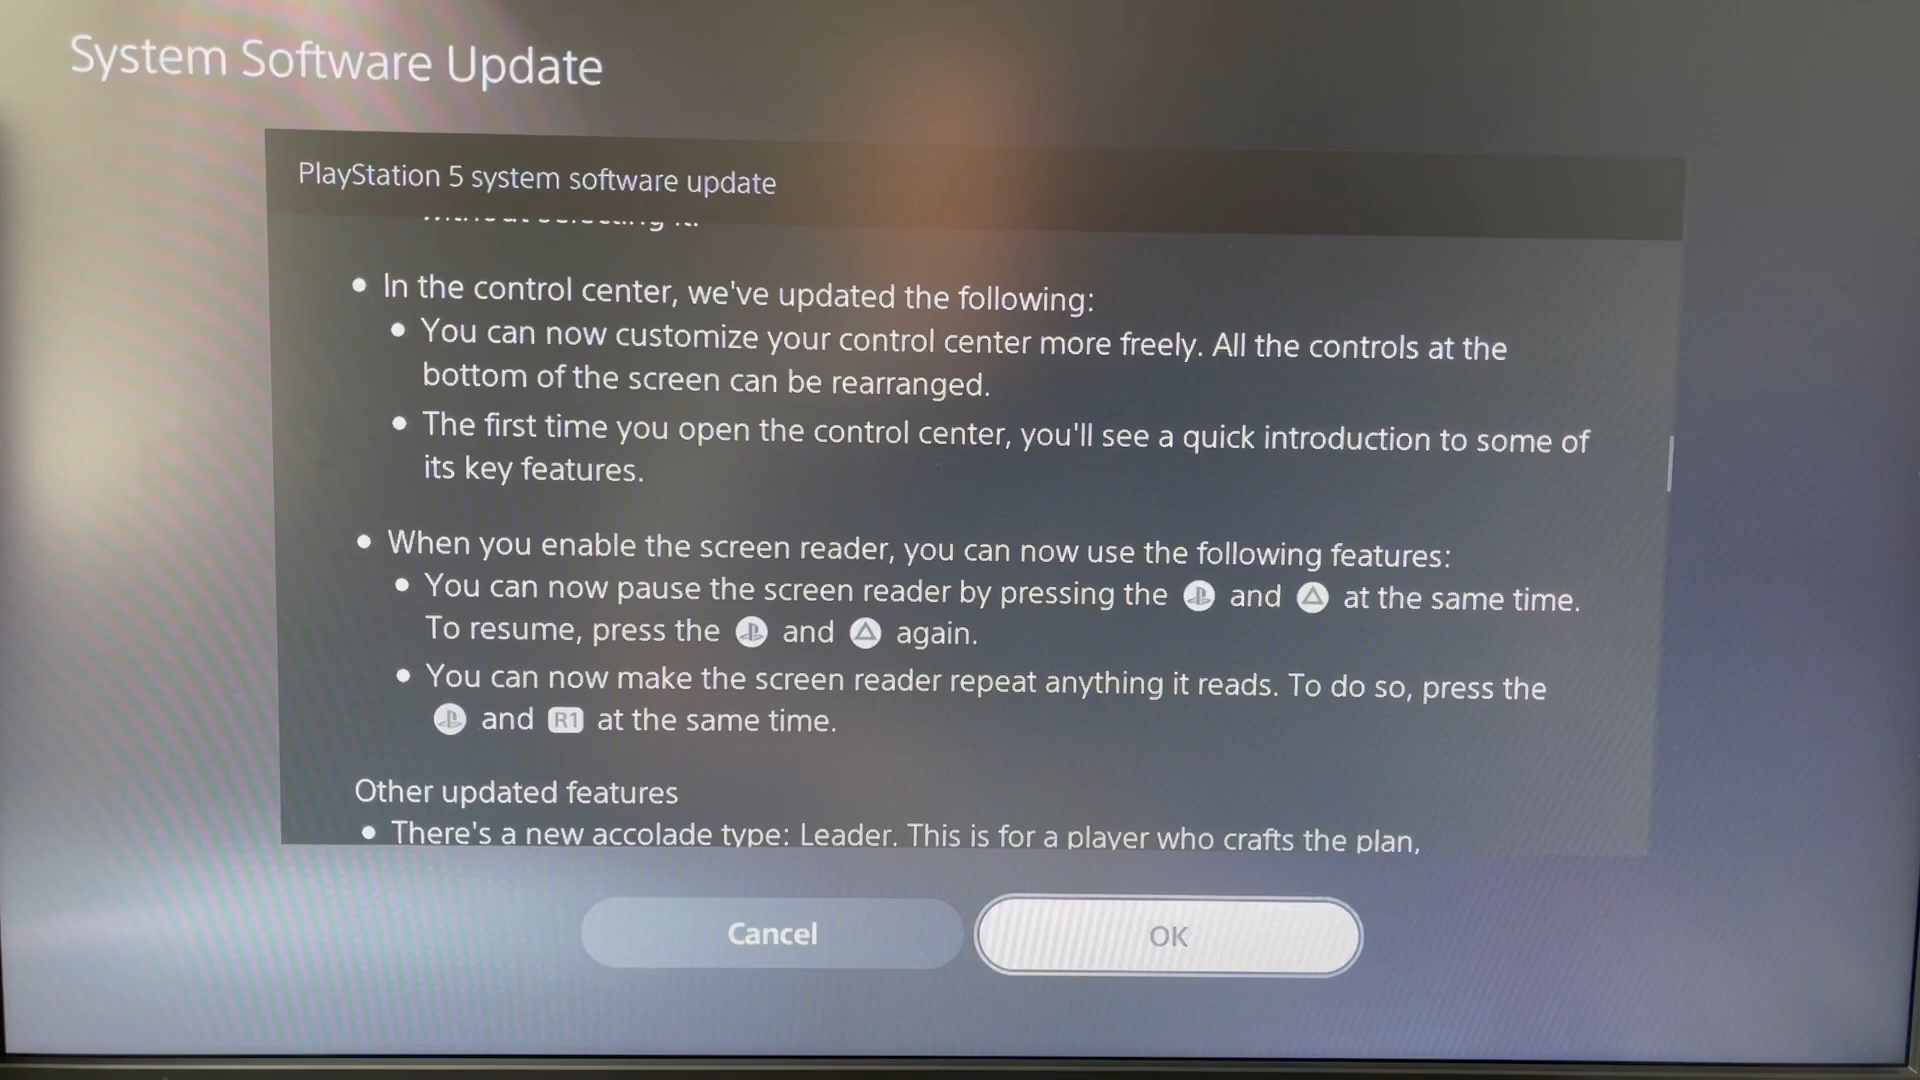 System Software Update
PlayStation 5 system software update
• In the control center, we've updated the following:
• You can now customize your control center more freely. All the controls at the
bottom of the screen can be rearranged.
• The first time you open the control center, you'll see a quick introduction to some of
its key features.
• When you enable the screen reader, you can now use the following features:
• You can now pause the screen reader by pressing the and △ at the same time.
To resume, press the and △ again.
• You can now make the screen reader repeat anything it reads. To do so, press the
and R1 at the same time.
Other updated features
• There's a new accolade type: Leader. This is for a player who crafts the plan,
Cancel
OK